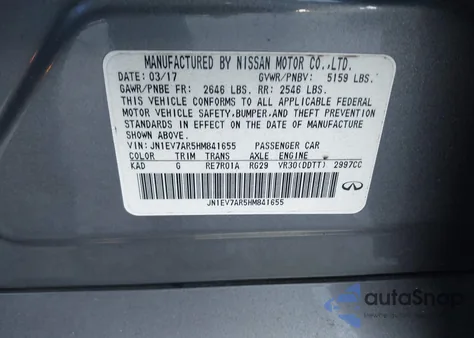 MANUFACTURED BY NISSAN MOTOR CO.,LTD.
DATE: 03/17 GVWR/PNBV: 5159 LBS.
GAWR/PNBE FR: 2646 LBS. RR: 2546 LBS.
THIS VEHICLE CONFORMS TO ALL APPLICABLE FEDERAL
MOTOR VEHICLE SAFETY,BUMPER,AND THEFT PREVENTION
STANDARDS IN EFFECT ON THE DATE OF MANUFACTURE
SHOWN ABOVE.
VIN: JN1EV7AR5HM841655 PASSENGER CAR
COLOR TRIM TRANS AXLE ENGINE
KAD G RE7R01A RG29 VR30(DDTT) 2997CC
JN1EV7AR5HM841655
autaSnap